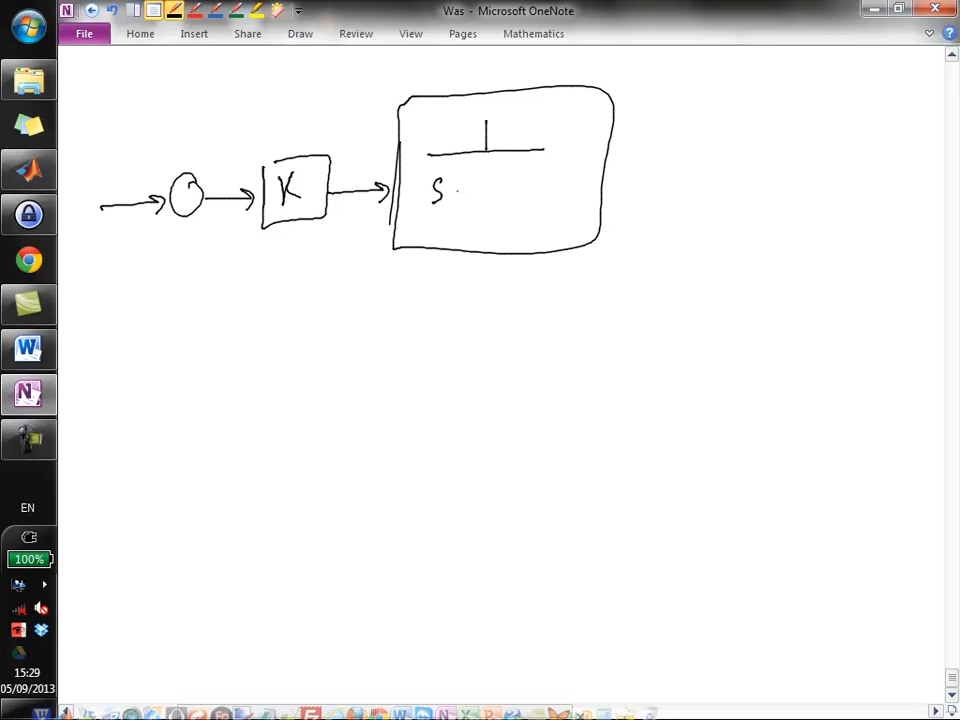 Was - Microsoft OneNote
File Home Insert Share Draw Review View Pages Mathematics
1
K
S
EN
100%
15:29
05/09/2013